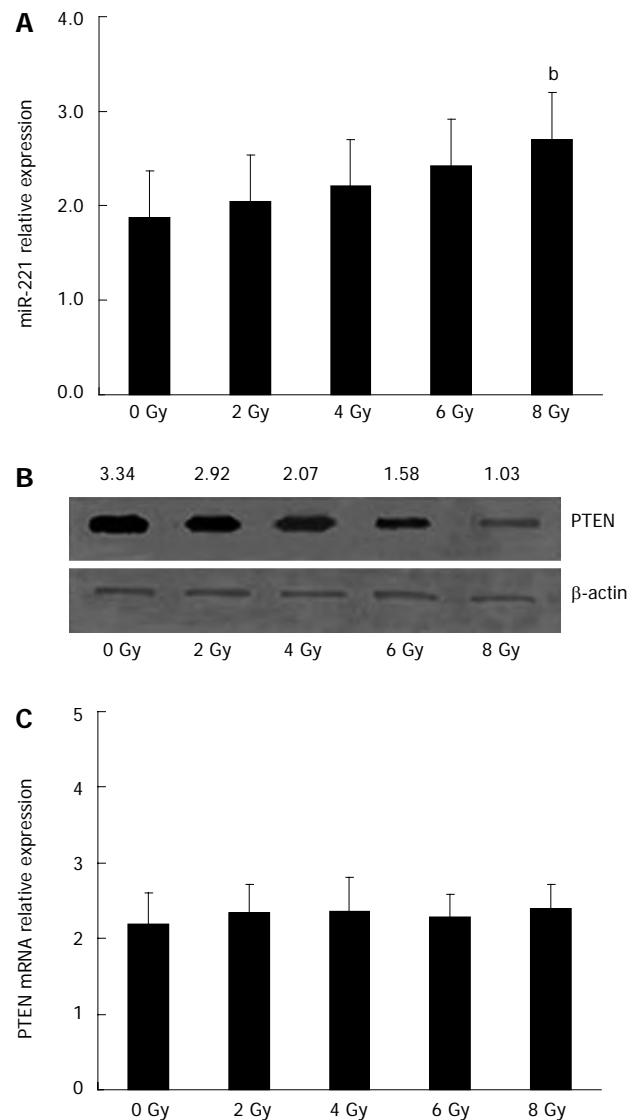 A
miR-221 relative expression
4.0
3.0
2.0
1.0
0.0
b
0 Gy 2 Gy 4 Gy 6 Gy 8 Gy
B
3.34 2.92 2.07 1.58 1.03
PTEN
β-actin
0 Gy 2 Gy 4 Gy 6 Gy 8 Gy
C
PTEN mRNA relative expression
5
4
3
2
1
0
0 Gy 2 Gy 4 Gy 6 Gy 8 Gy